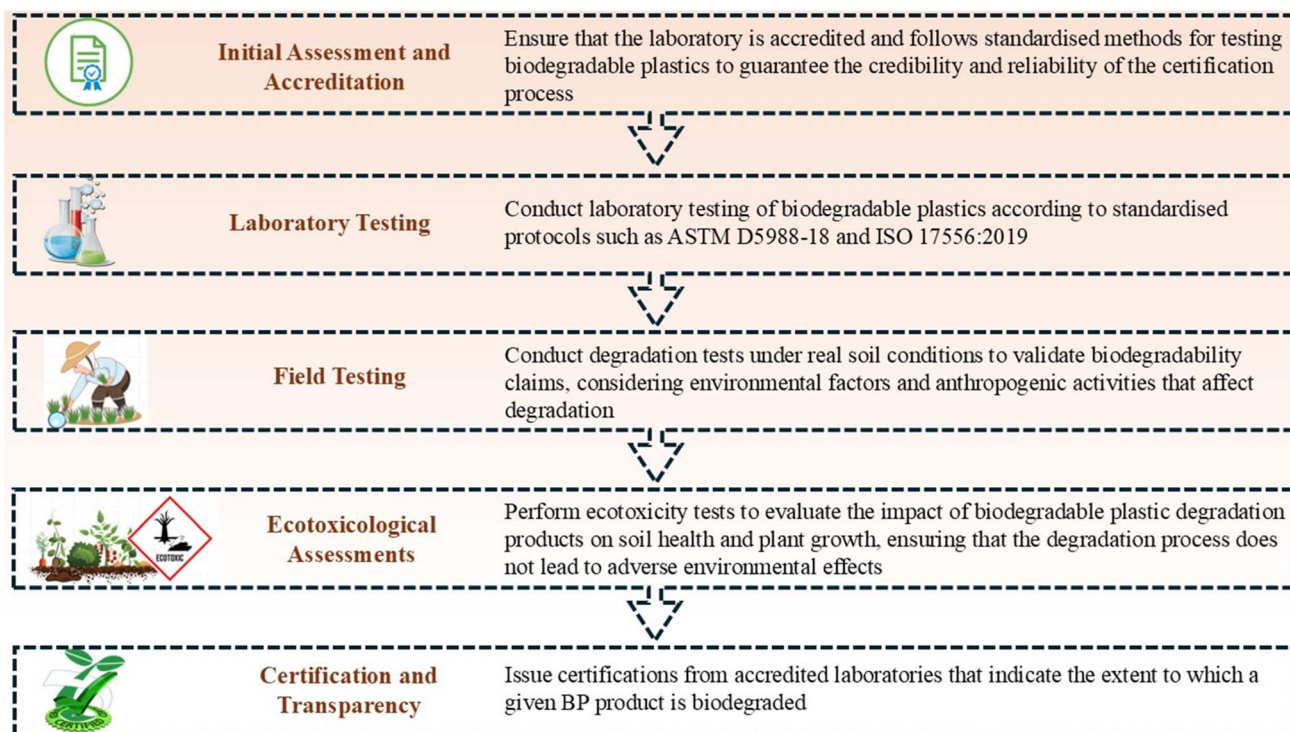 Initial Assessment and
Accreditation
Ensure that the laboratory is accredited and follows standardised methods for testing
biodegradable plastics to guarantee the credibility and reliability of the certification
process
Laboratory Testing
Conduct laboratory testing of biodegradable plastics according to standardised
protocols such as ASTM D5988-18 and ISO 17556:2019
Field Testing
Conduct degradation tests under real soil conditions to validate biodegradability
claims, considering environmental factors and anthropogenic activities that affect
degradation
ECOTOXIC
Ecotoxicological
Assessments
Perform ecotoxicity tests to evaluate the impact of biodegradable plastic degradation
products on soil health and plant growth, ensuring that the degradation process does
not lead to adverse environmental effects
CERTIFIED
Certification and
Transparency
Issue certifications from accredited laboratories that indicate the extent to which a
given BP product is biodegraded